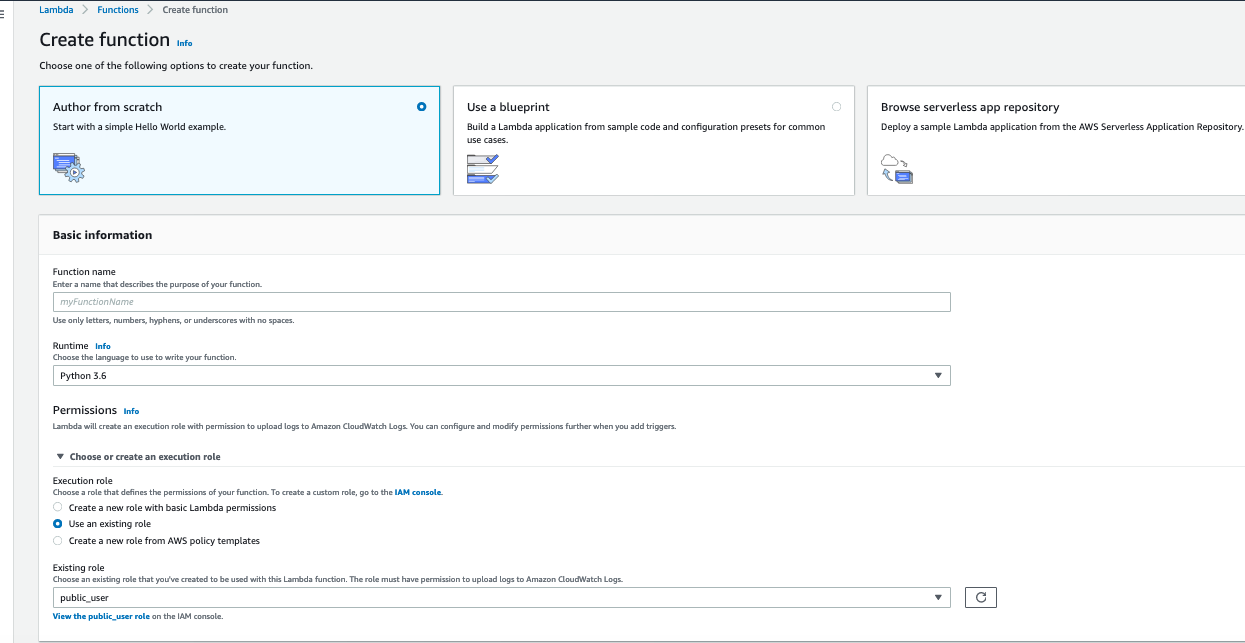 Lambda > Functions > Create function
Create function Info
Choose one of the following options to create your function.
Author from scratch
Start with a simple Hello World example.
Use a blueprint
Build a Lambda application from sample code and configuration presets for common
use cases.
Browse serverless app repository
Deploy a sample Lambda application from the AWS Serverless Application Repository.
Basic information
Function name
Enter a name that describes the purpose of your function.
myFunctionName
Use only letters, numbers, hyphens, or underscores with no spaces.
Runtime Info
Choose the language to use to write your function.
Python 3.6
Permissions Info
Lambda will create an execution role with permission to upload logs to Amazon CloudWatch Logs. You can configure and modify permissions further when you add triggers.
Choose or create an execution role
Execution role
Choose a role that defines the permissions of your function. To create a custom role, go to the IAM console.
Create a new role with basic Lambda permissions
Use an existing role
Create a new role from AWS policy templates
Existing role
Choose an existing role that you've created to be used with this Lambda function. The role must have permission to upload logs to Amazon CloudWatch Logs.
public_user
View the public_user role on the IAM console.